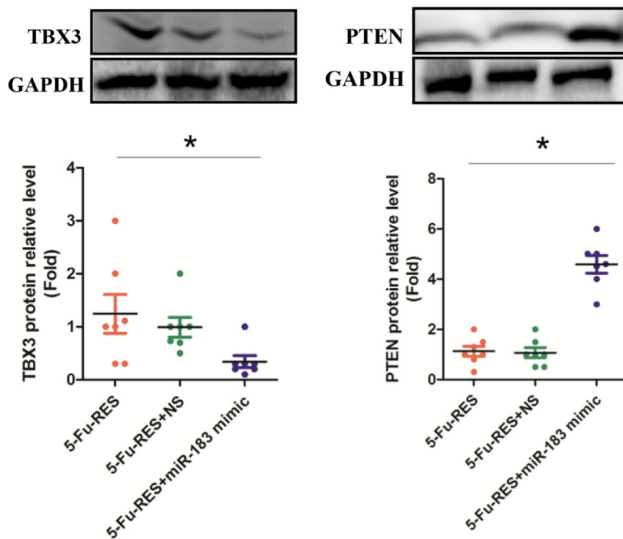 TBX3
GAPDH
PTEN
GAPDH
*
TBX3 protein relative level
(Fold)
4
3
2
1
0
5-Fu-RES
5-Fu-RES+NS
5-Fu-RES+miR-183 mimic
*
PTEN protein relative level
(Fold)
8
6
4
2
0
5-Fu-RES
5-Fu-RES+NS
5-Fu-RES+miR-183 mimic